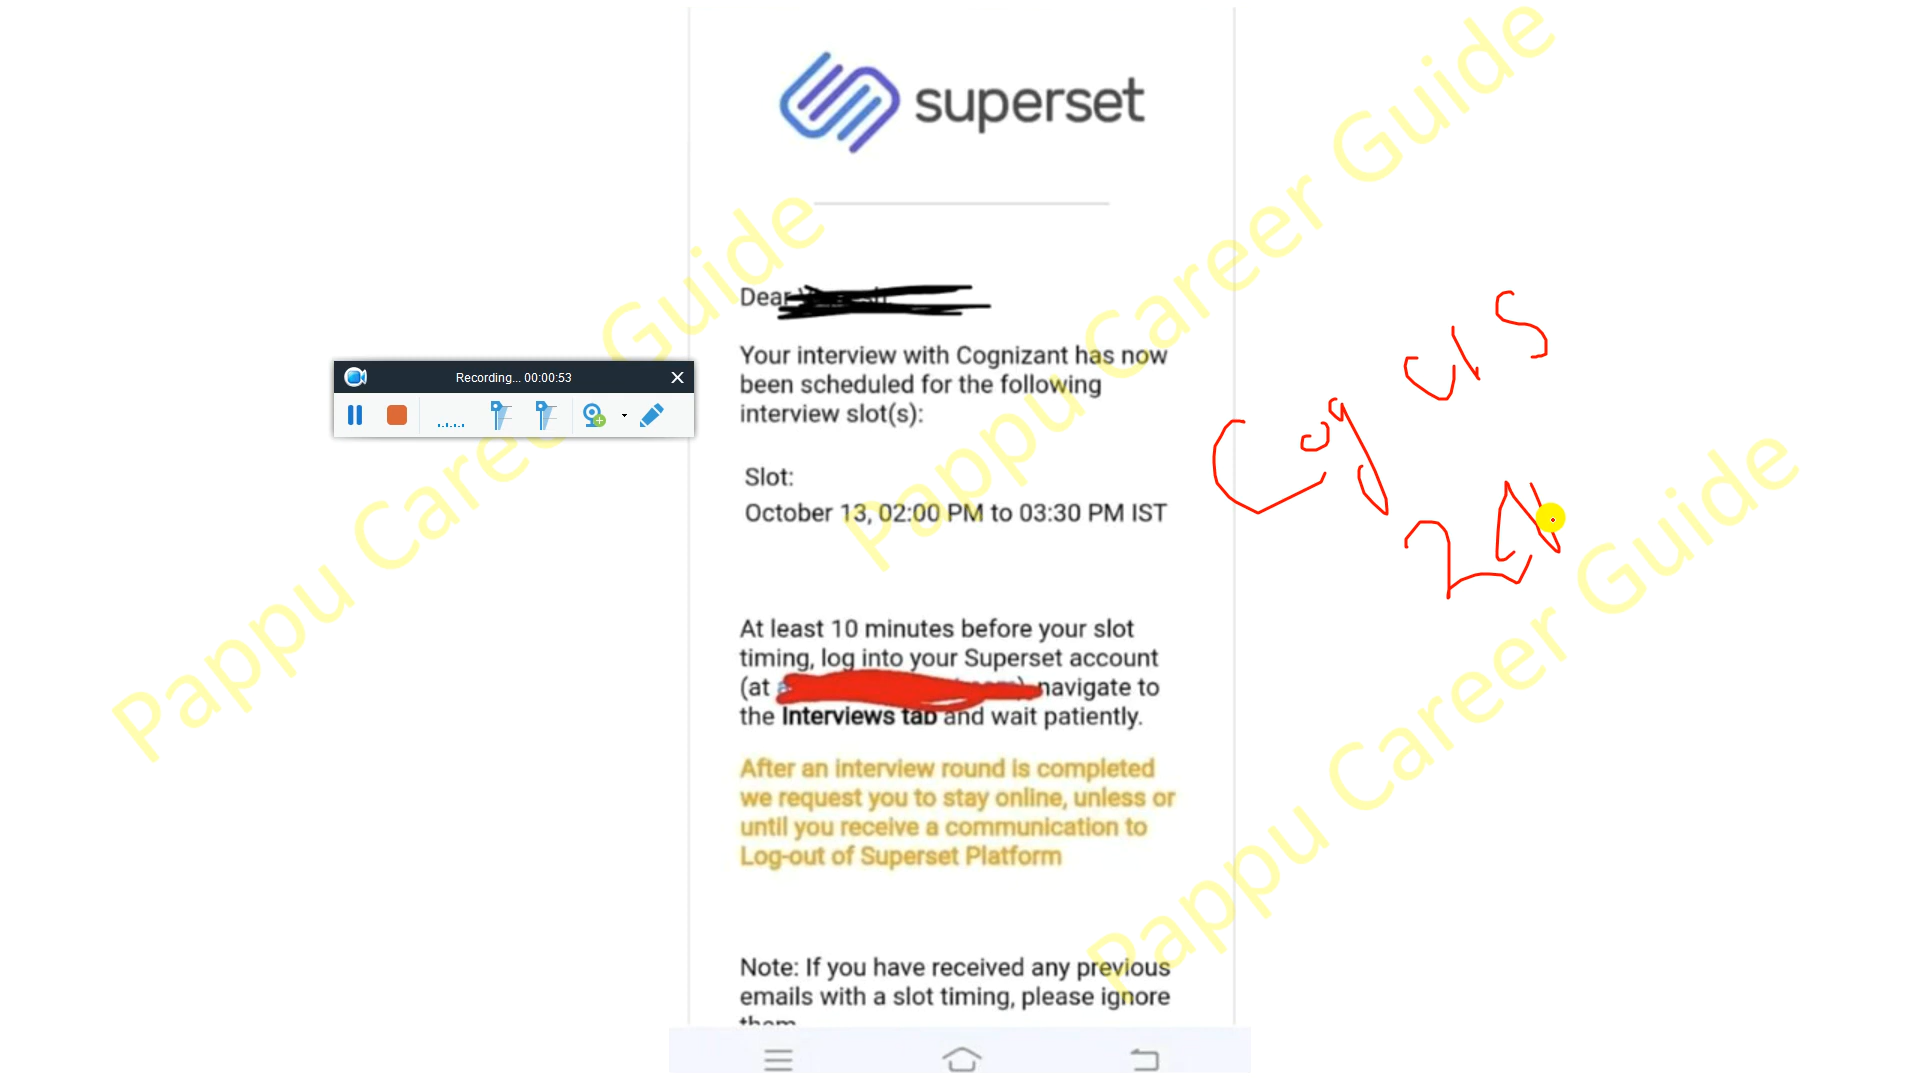 superset
Dear
Your interview with Cognizant has now
been scheduled for the following
interview slot(s):
Slot:
October 13, 02:00 PM to 03:30 PM IST
At least 10 minutes before your slot
timing, log into your Superset account
(at navigate to
the Interviews tab and wait patiently.
After an interview round is completed
we request you to stay online, unless or
until you receive a communication to
Log-out of Superset Platform
Note: If you have received any previous
emails with a slot timing, please ignore
them
Recording... 00:00:53
Pappu Career Guide
Pappu Career Guide
Pappu Career Guide
Cog